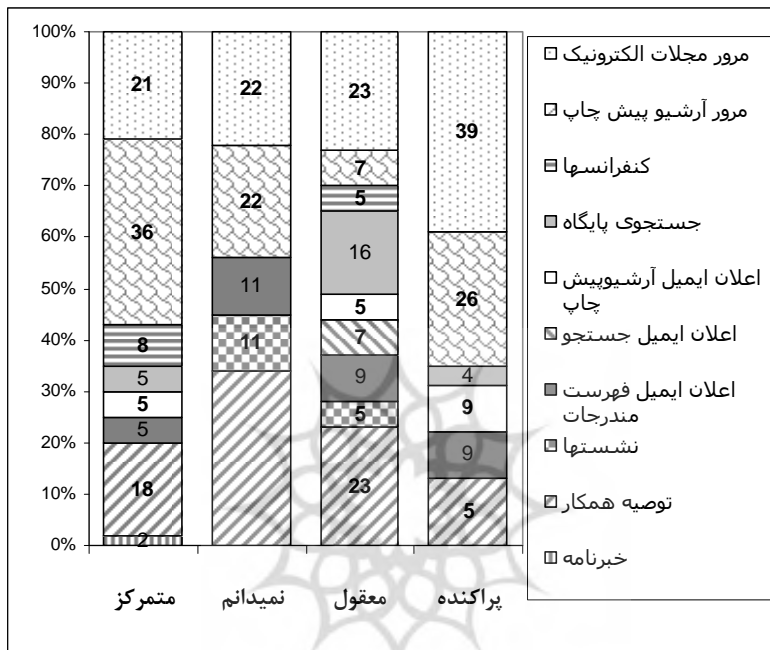 100%
90%
80%
70%
60%
50%
40%
30%
20%
10%
0%
21
36
8
5
5
5
18
2
22
22
11
11
23
7
5
16
5
7
9
5
23
39
26
4
9
9
5
متمرکز
نمیدانم
معقول
پراکنده
مرور مجلات الکترونیک
مرور آرشیو پیش چاپ
کنفرانسها
جستجوی پایگاه
اعلان ایمیل آرشیوپیش
چاپ
اعلان ایمیل جستجو
اعلان ایمیل فهرست
مندرجات
نشستها
توصیه همکار
خبرنامه